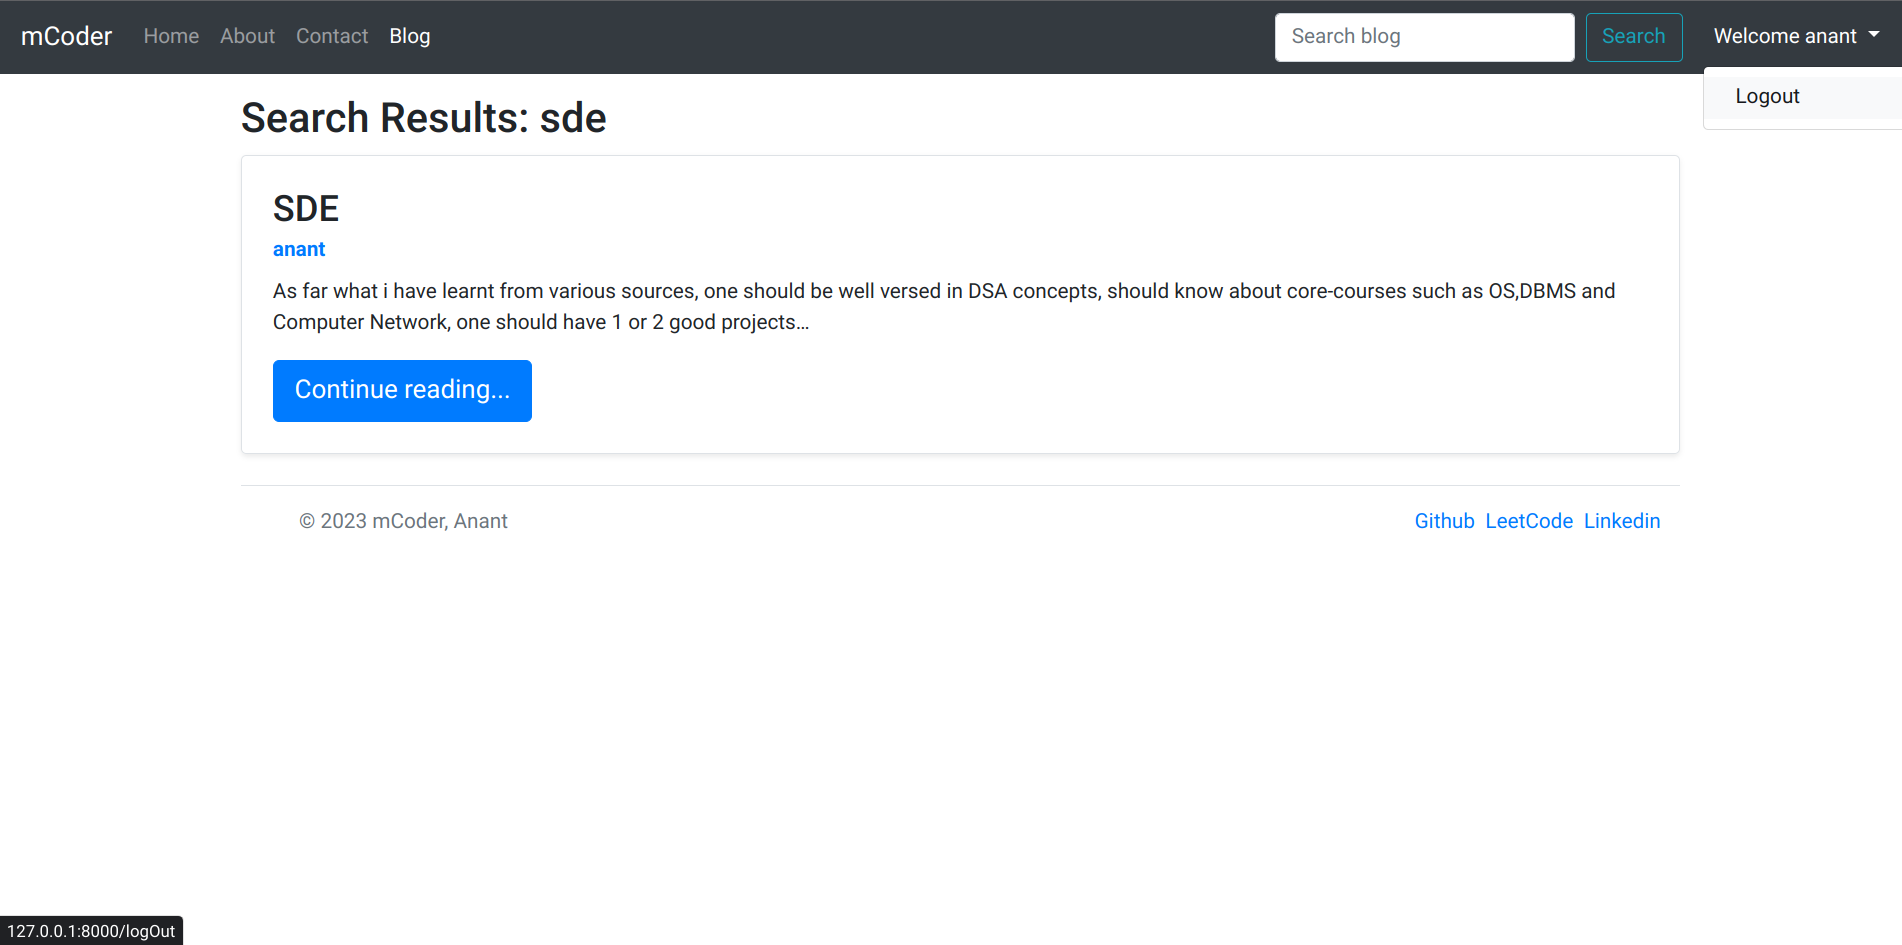 mCoder Home About Contact Blog Search blog Search Welcome anant
Logout
Search Results: sde
SDE
anant
As far what i have learnt from various sources, one should be well versed in DSA concepts, should know about core-courses such as OS,DBMS and
Computer Network, one should have 1 or 2 good projects…
Continue reading...
© 2023 mCoder, Anant Github LeetCode Linkedin
127.0.0.1:8000/logOut